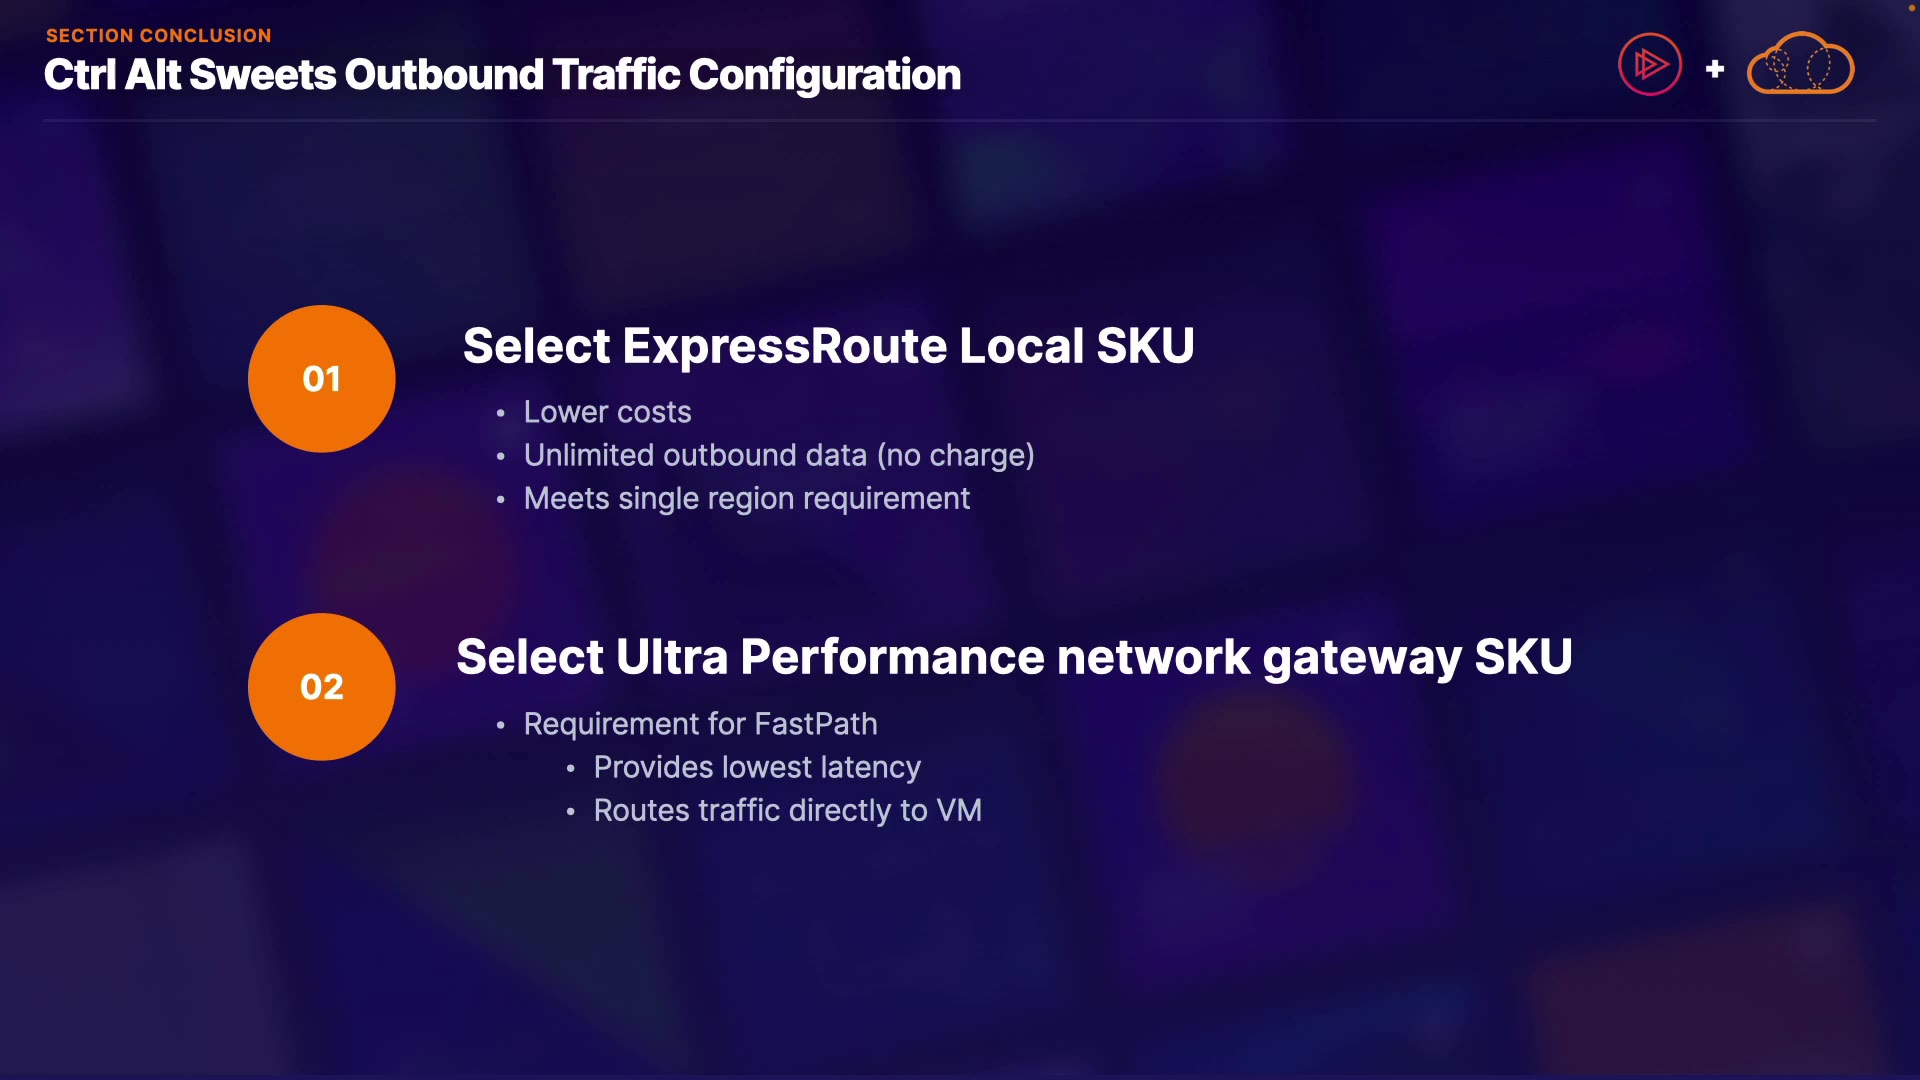 SECTION CONCLUSION
Ctrl Alt Sweets Outbound Traffic Configuration
+
01
Select ExpressRoute Local SKU
• Lower costs
• Unlimited outbound data (no charge)
• Meets single region requirement
02
Select Ultra Performance network gateway SKU
• Requirement for FastPath
• Provides lowest latency
• Routes traffic directly to VM